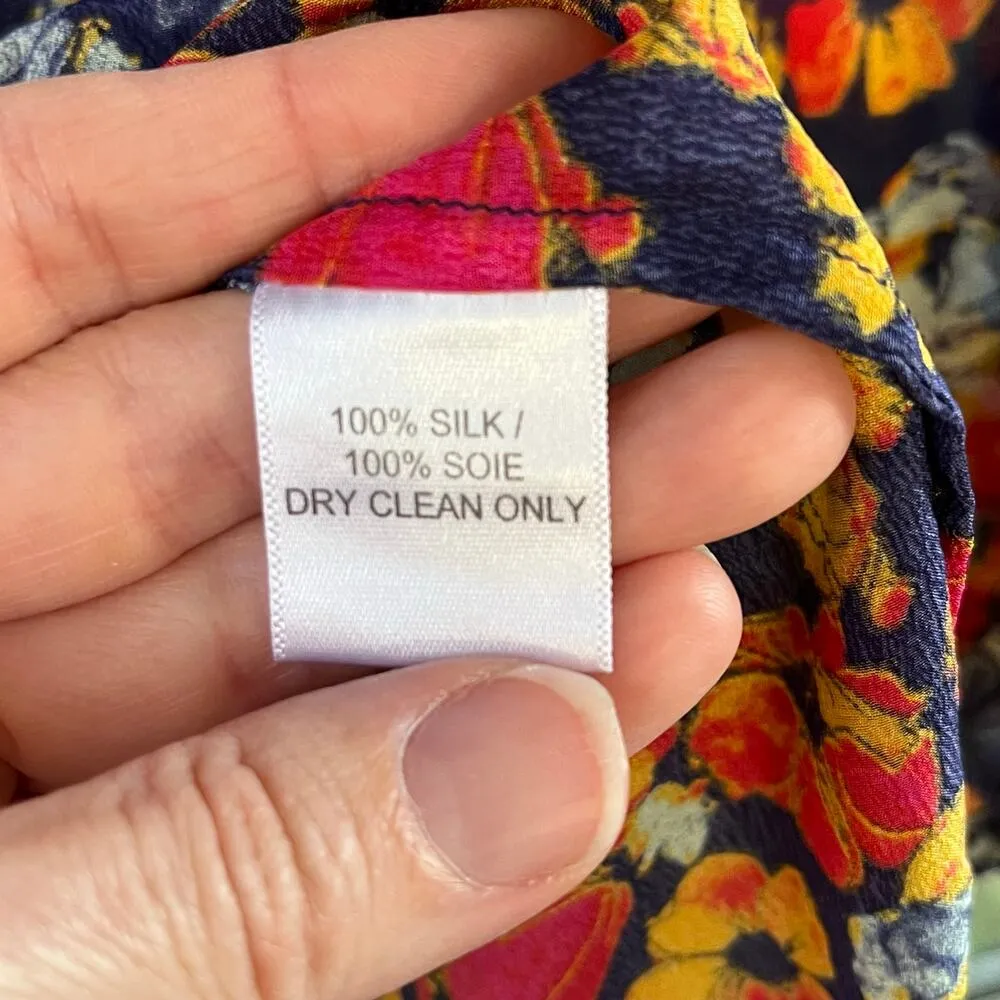 100% SILK /
100% SOIE
DRY CLEAN ONLY